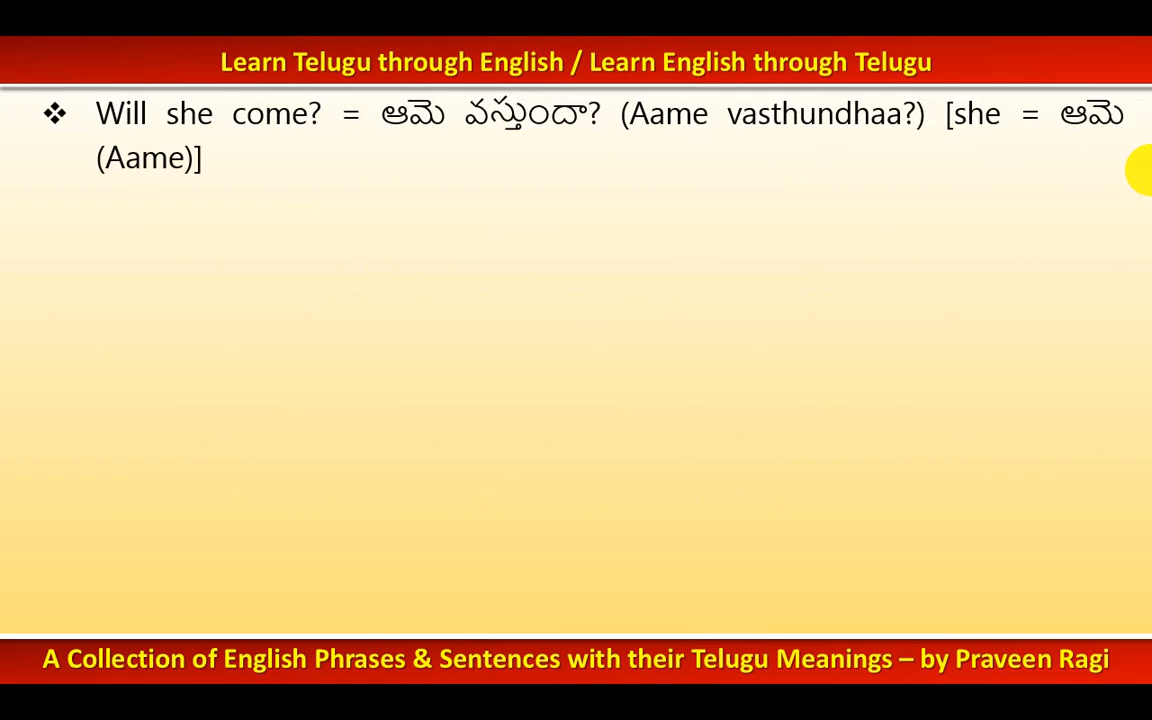 Learn Telugu through English / Learn English through Telugu
❖ Will she come? = ఆమె వస్తుందా? (Aame vasthundhaa?) [she = ఆమె
(Aame)]
A Collection of English Phrases & Sentences with their Telugu Meanings – by Praveen Ragi